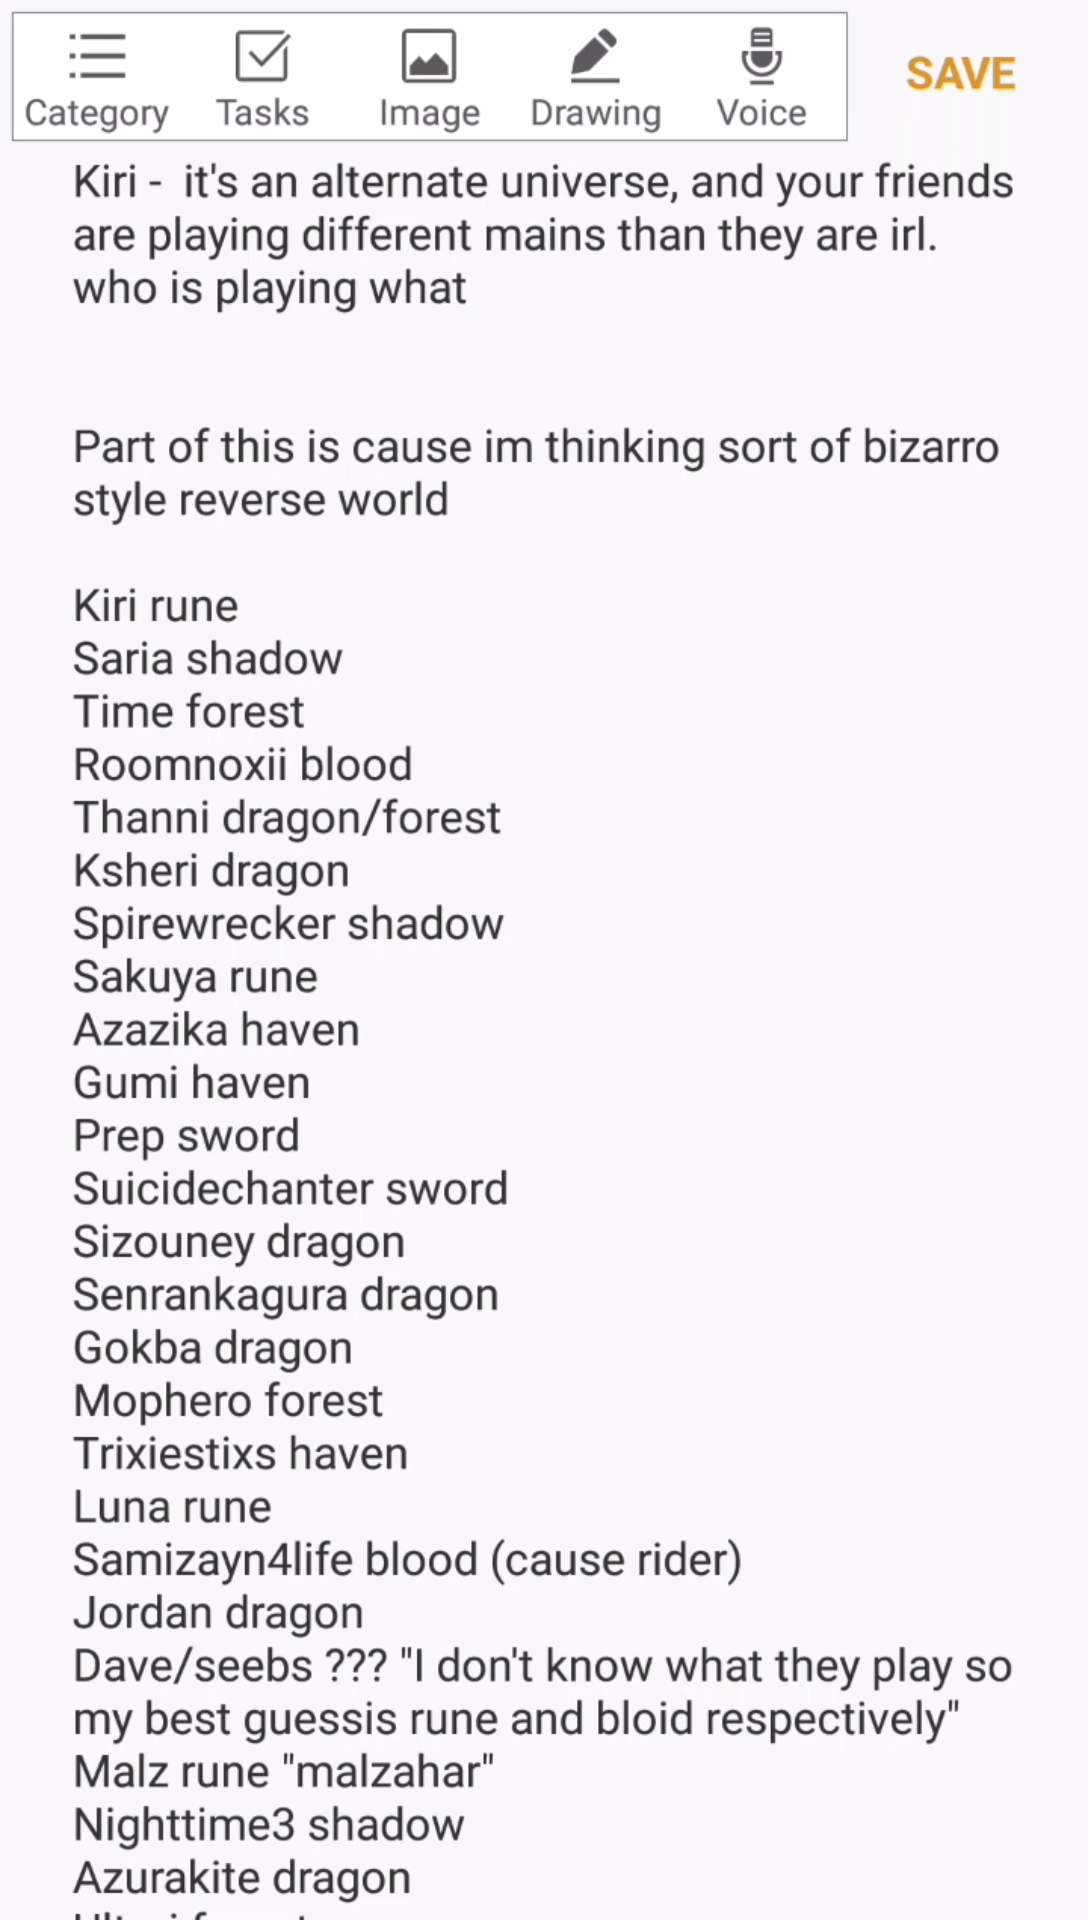 Category Tasks Image Drawing Voice SAVE
Kiri -  it's an alternate universe, and your friends
are playing different mains than they are irl.
who is playing what
Part of this is cause im thinking sort of bizarro
style reverse world
Kiri rune
Saria shadow
Time forest
Roomnoxii blood
Thanni dragon/forest
Ksheri dragon
Spirewrecker shadow
Sakuya rune
Azazika haven
Gumi haven
Prep sword
Suicidechanter sword
Sizouney dragon
Senrankagura dragon
Gokba dragon
Mophero forest
Trixiestixs haven
Luna rune
Samizayn4life blood (cause rider)
Jordan dragon
Dave/seebs ??? "I don't know what they play so
my best guessis rune and bloid respectively"
Malz rune "malzahar"
Nighttime3 shadow
Azurakite dragon